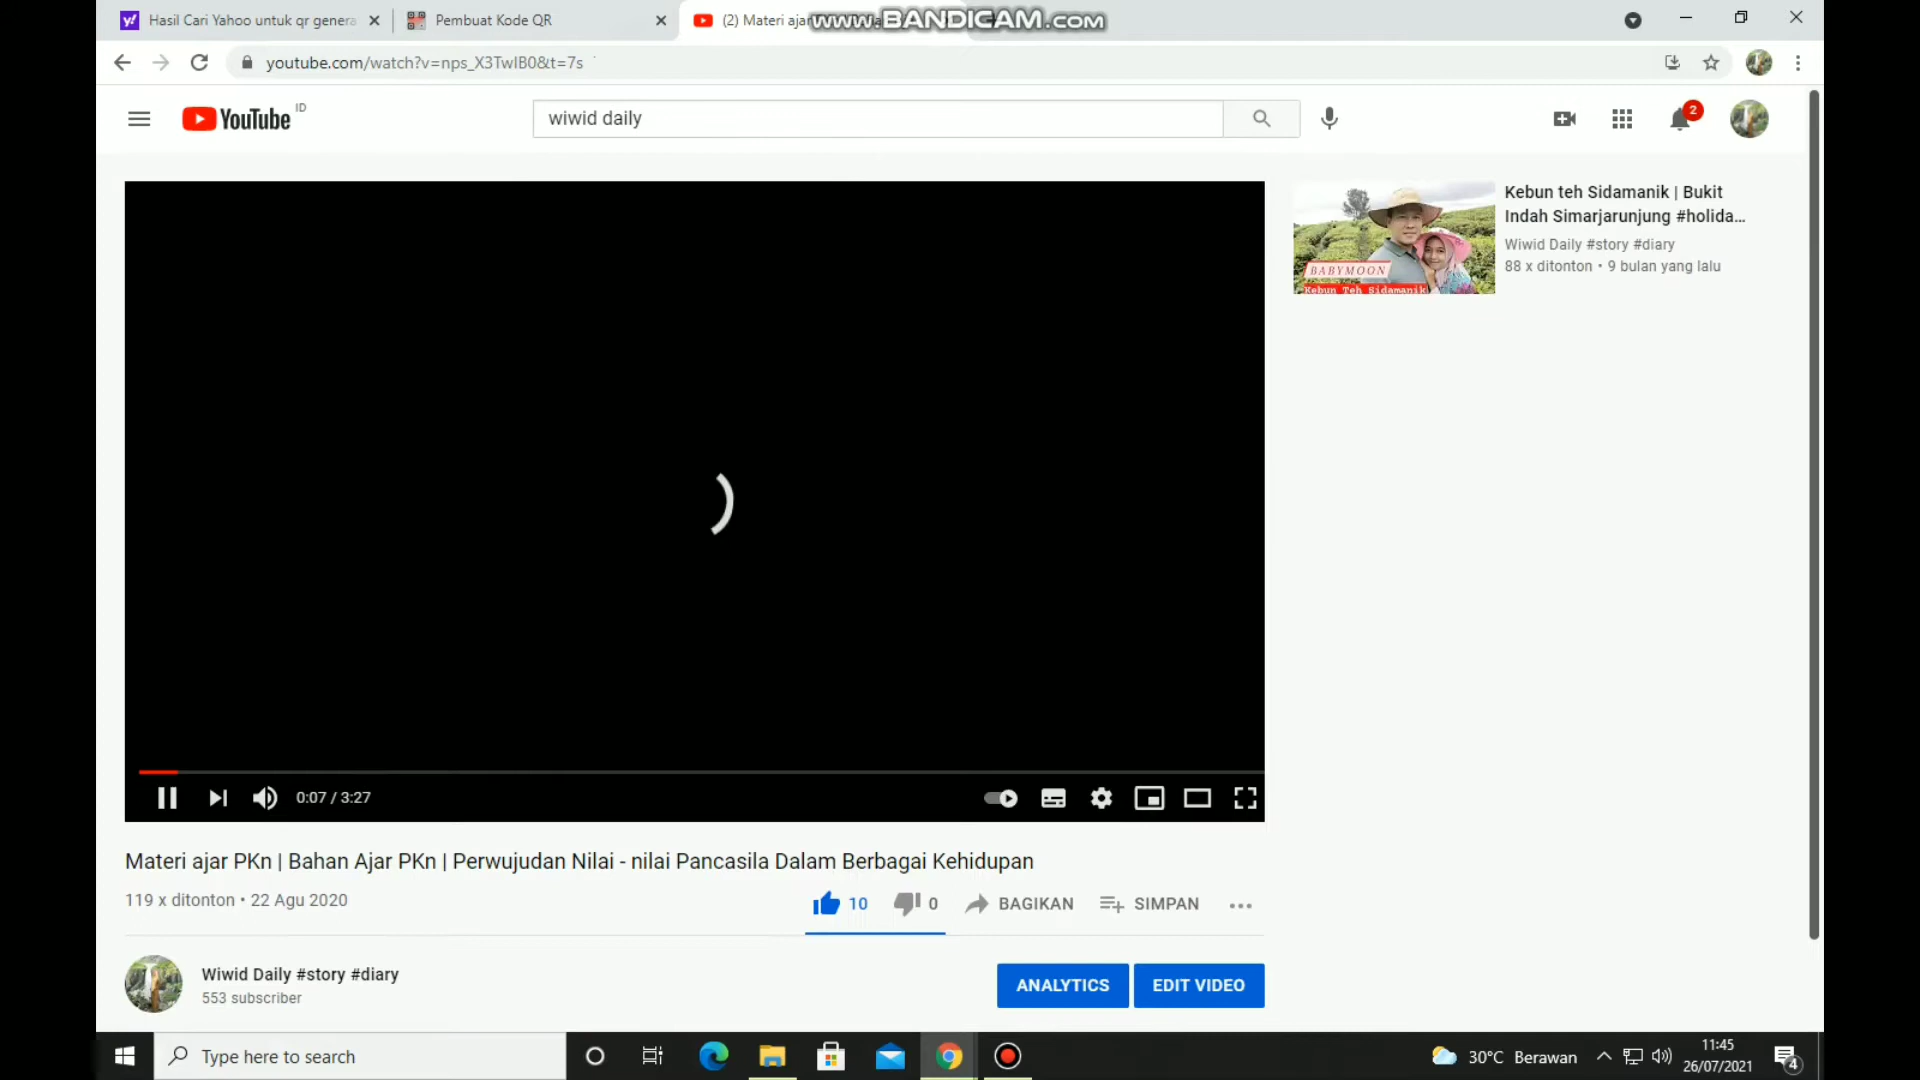 Hasil Cari Yahoo untuk qr genera
Pembuat Kode QR
(2) Materi ajar
www.BANDICAM.com
youtube.com/watch?v=nps_X3TwIB0&t=7s
YouTube ID
wiwid daily
2
Kebun teh Sidamanik | Bukit
Indah Simarjarunjung #holida...
Wiwid Daily #story #diary
88 x ditonton • 9 bulan yang lalu
BABYMOON
Kebun Teh Sidamanik
0:07 / 3:27
Materi ajar PKn | Bahan Ajar PKn | Perwujudan Nilai - nilai Pancasila Dalam Berbagai Kehidupan
119 x ditonton • 22 Agu 2020
10
0
BAGIKAN
SIMPAN
Wiwid Daily #story #diary
553 subscriber
ANALYTICS
EDIT VIDEO
Type here to search
30°C Berawan
11:45
26/07/2021
4